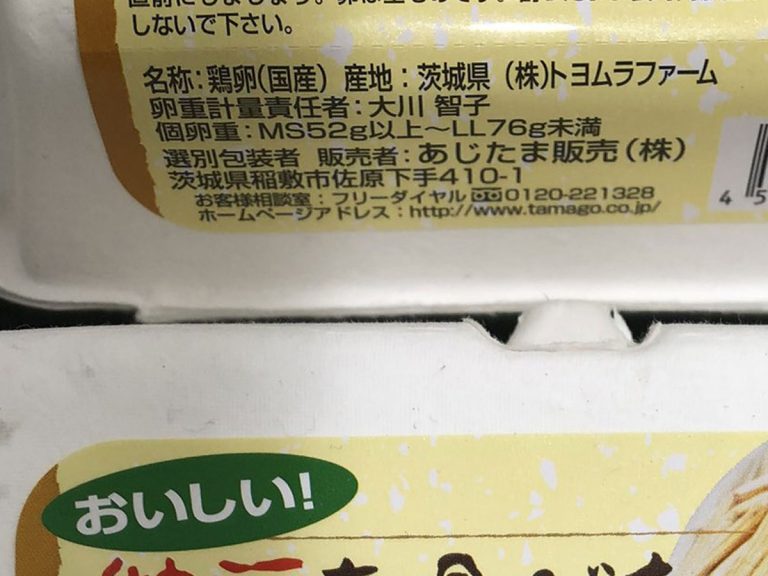 しないで下さい。
名称:鶏卵(国産) 産地:茨城県 (株)トヨムラファーム
卵重計量責任者:大川 智子
個卵重:MS52g以上〜LL76g未満
選別包装者 販売者:あじたま販売(株)
茨城県稲敷市佐原下手410-1
お客様相談室:フリーダイヤル 0120-221328
ホームページアドレス:http://www.tamago.co.jp/
45
おいしい!